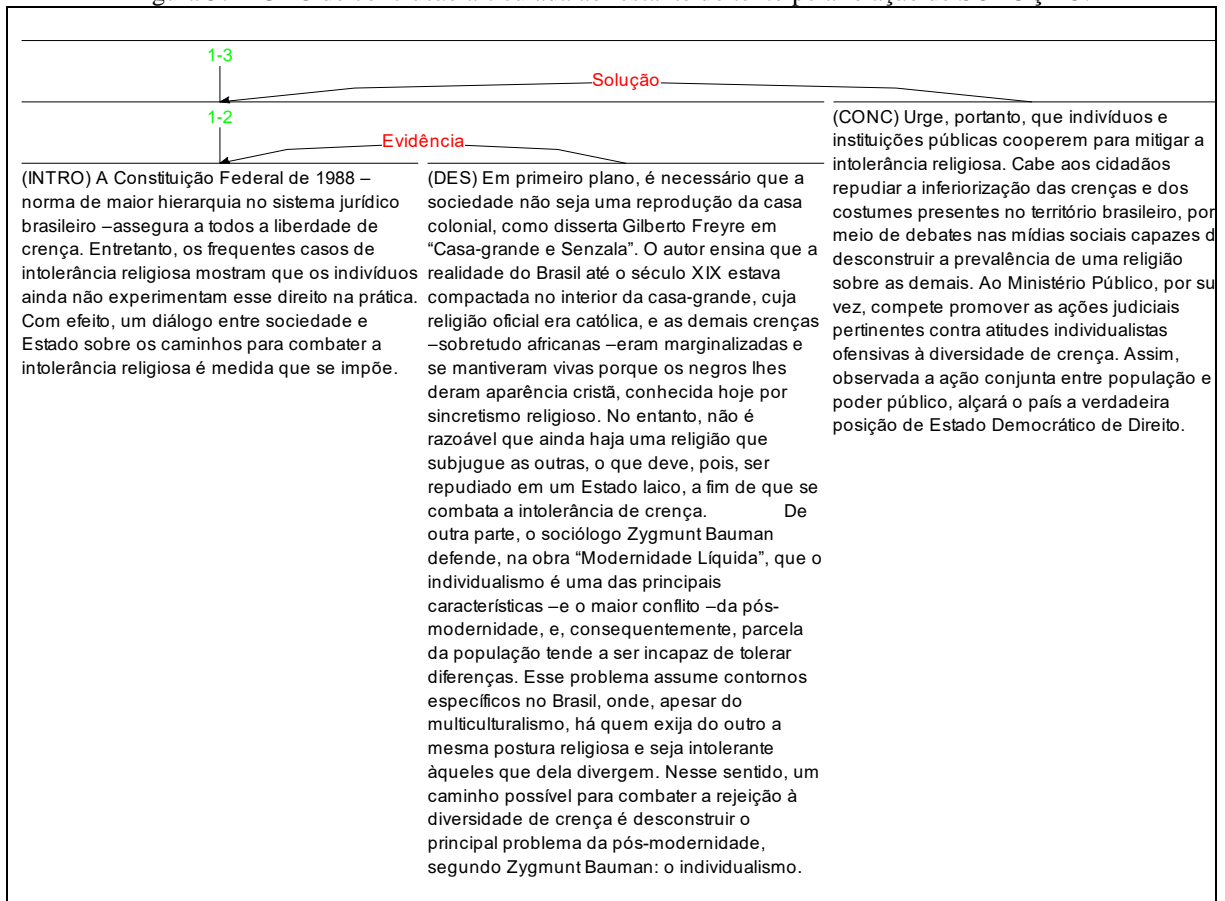 1-3
Solução
1-2
Evidência
(INTRO) A Constituição Federal de 1988 –
norma de maior hierarquia no sistema jurídico
brasileiro –assegura a todos a liberdade de
crença. Entretanto, os frequentes casos de
intolerância religiosa mostram que os indivíduos
ainda não experimentam esse direito na prática.
Com efeito, um diálogo entre sociedade e
Estado sobre os caminhos para combater a
intolerância religiosa é medida que se impõe.
(DES) Em primeiro plano, é necessário que a
sociedade não seja uma reprodução da casa
colonial, como disserta Gilberto Freyre em
“Casa-grande e Senzala”. O autor ensina que a
realidade do Brasil até o século XIX estava
compactada no interior da casa-grande, cuja
religião oficial era católica, e as demais crenças
–sobretudo africanas –eram marginalizadas e
se mantiveram vivas porque os negros lhes
deram aparência cristã, conhecida hoje por
sincretismo religioso. No entanto, não é
razoável que ainda haja uma religião que
subjugue as outras, o que deve, pois, ser
repudiado em um Estado laico, a fim de que se
combata a intolerância de crença. De
outra parte, o sociólogo Zygmunt Bauman
defende, na obra “Modernidade Líquida”, que o
individualismo é uma das principais
características –e o maior conflito –da pós-
modernidade, e, consequentemente, parcela
da população tende a ser incapaz de tolerar
diferenças. Esse problema assume contornos
específicos no Brasil, onde, apesar do
multiculturalismo, há quem exija do outro a
mesma postura religiosa e seja intolerante
àqueles que dela divergem. Nesse sentido, um
caminho possível para combater a rejeição à
diversidade de crença é desconstruir o
principal problema da pós-modernidade,
segundo Zygmunt Bauman: o individualismo.
(CONC) Urge, portanto, que indivíduos e
instituições públicas cooperem para mitigar a
intolerância religiosa. Cabe aos cidadãos
repudiar a inferiorização das crenças e dos
costumes presentes no território brasileiro, por
meio de debates nas mídias sociais capazes d
desconstruir a prevalência de uma religião
sobre as demais. Ao Ministério Público, por su
vez, compete promover as ações judiciais
pertinentes contra atitudes individualistas
ofensivas à diversidade de crença. Assim,
observada a ação conjunta entre população e
poder público, alçará o país a verdadeira
posição de Estado Democrático de Direito.